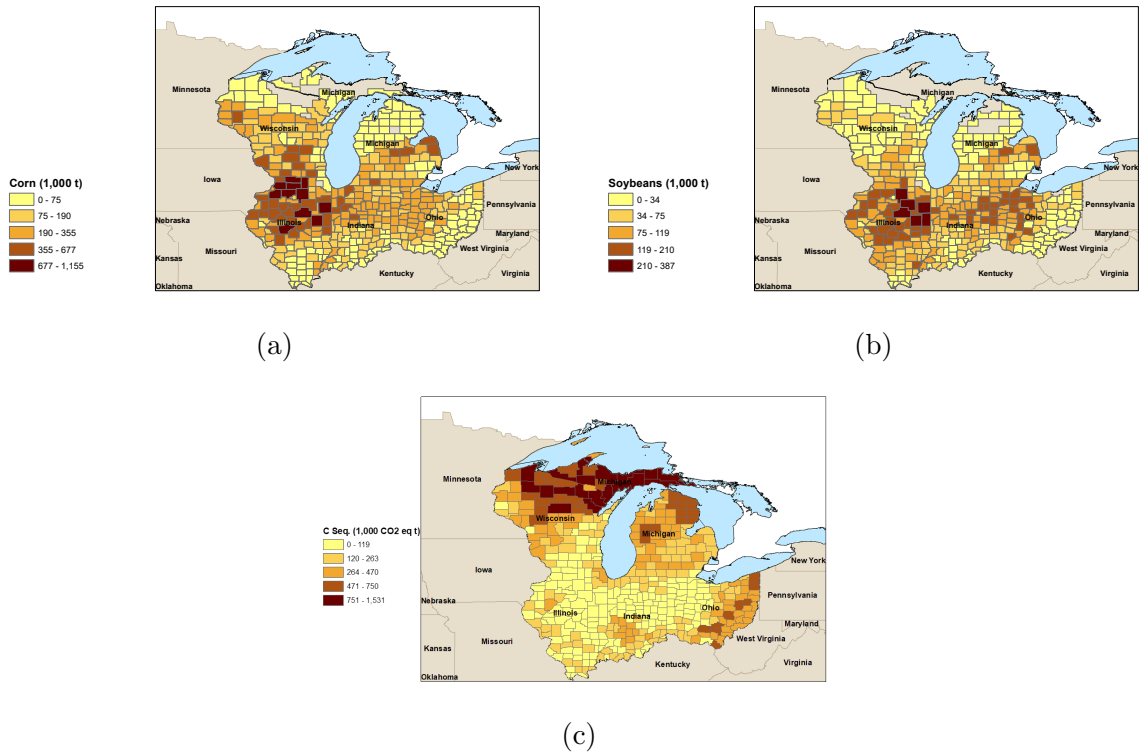 Minnesota
Michigan
Wisconsin
Michigan
Iowa
New York
Nebraska
Illinois
Indiana
Ohio
Pennsylvania
Maryland
West Virginia
Missouri
Kansas
Kentucky
Virginia
Oklahoma
Corn (1,000 t)
0 - 75
75 - 190
190 - 355
355 - 677
677 - 1,155
(a)
Minnesota
Michigan
Wisconsin
Michigan
Iowa
New York
Nebraska
Illinois
Indiana
Ohio
Pennsylvania
Maryland
West Virginia
Missouri
Kansas
Kentucky
Virginia
Oklahoma
Soybeans (1,000 t)
0 - 34
34 - 75
75 - 119
119 - 210
210 - 387
(b)
Minnesota
Michigan
Wisconsin
Michigan
Iowa
New York
Nebraska
Illinois
Indiana
Ohio
Pennsylvania
Maryland
West Virginia
Missouri
Kansas
Kentucky
Virginia
Oklahoma
C Seq. (1,000 CO2 eq t)
0 - 119
120 - 263
264 - 470
471 - 750
751 - 1,531
(c)